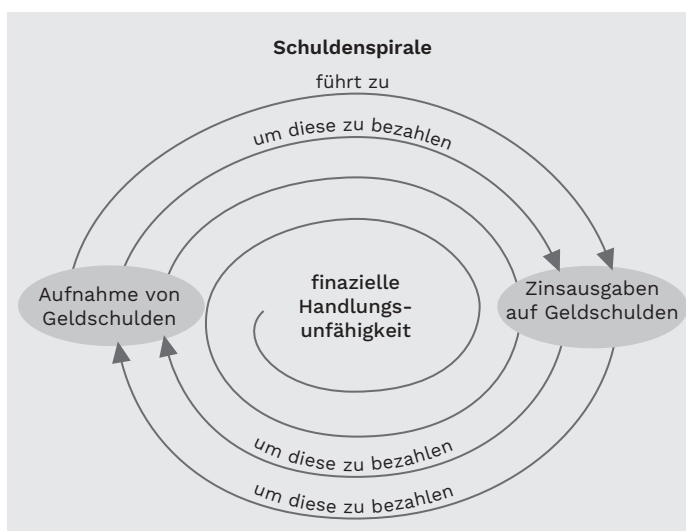 Schuldenspirale
führt zu
um diese zu bezahlen
Aufnahme von
Geldschulden
finazielle
Handlungs-
unfähigkeit
Zinsausgaben
auf Geldschulden
um diese zu bezahlen
um diese zu bezahlen